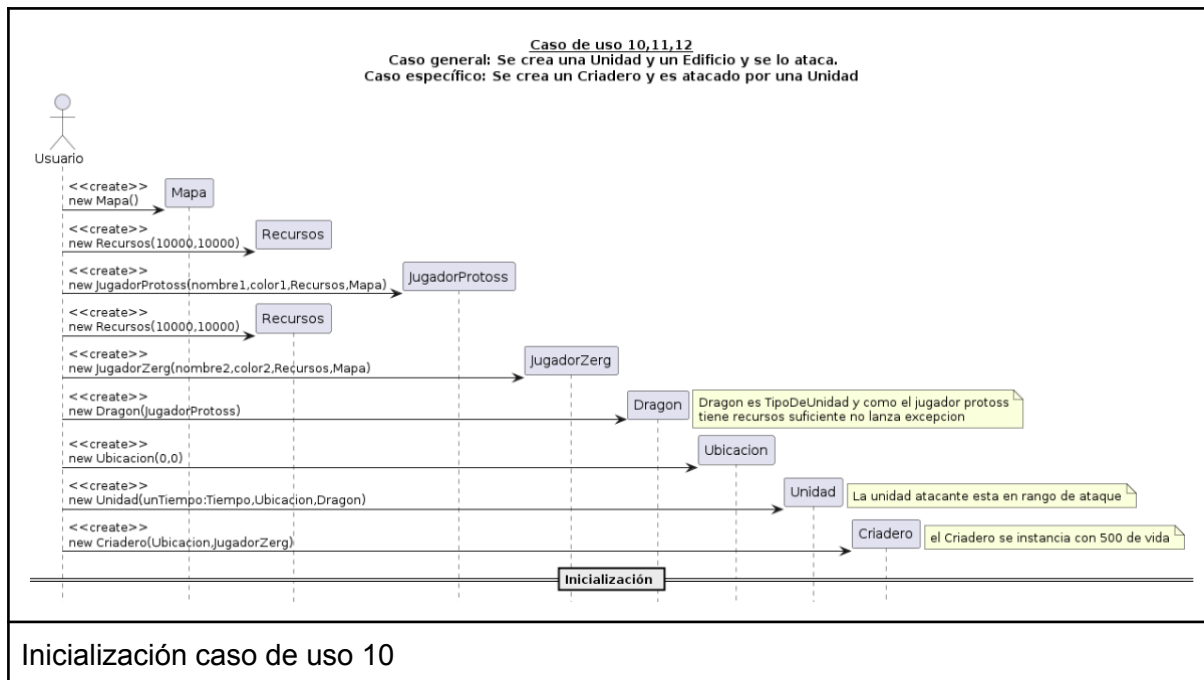 Caso de uso 10,11,12
Caso general: Se crea una Unidad y un Edificio y se lo ataca.
Caso específico: Se crea un Criadero y es atacado por una Unidad
Usuario
<<create>>
new Mapa()
Mapa
<<create>>
new Recursos(10000,10000)
Recursos
<<create>>
new JugadorProtoss(nombre1,color1,Recursos,Mapa)
JugadorProtoss
<<create>>
new Recursos(10000,10000)
Recursos
<<create>>
new JugadorZerg(nombre2,color2,Recursos,Mapa)
JugadorZerg
<<create>>
new Dragon(JugadorProtoss)
Dragon
Dragon es TipoDeUnidad y como el jugador protoss
tiene recursos suficiente no lanza excepcion
<<create>>
new Ubicacion(0,0)
Ubicacion
<<create>>
new Unidad(unTiempo:Tiempo,Ubicacion,Dragon)
Unidad
La unidad atacante esta en rango de ataque
<<create>>
new Criadero(Ubicacion,JugadorZerg)
Criadero
el Criadero se instancia con 500 de vida
Inicialización
Inicialización caso de uso 10